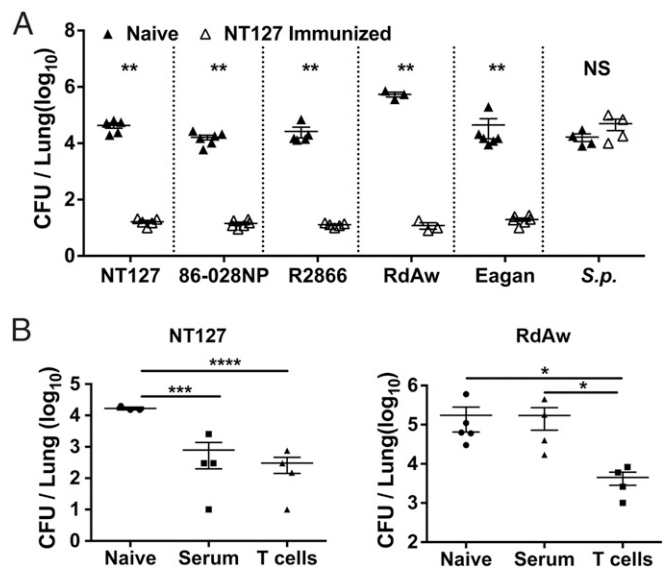 A
▲ Naive △ NT127 Immunized
CFU / Lung(log10)
8
6
4
2
0
** ** ** ** ** NS
NT127 86-028NP R2866 RdAw Eagan S.p.
B
NT127
CFU / Lung (log10)
5
4
3
2
1
0
****
***
Naive Serum T cells
RdAw
CFU / Lung(log10)
6
5
4
3
2
*
*
Naive Serum T cells